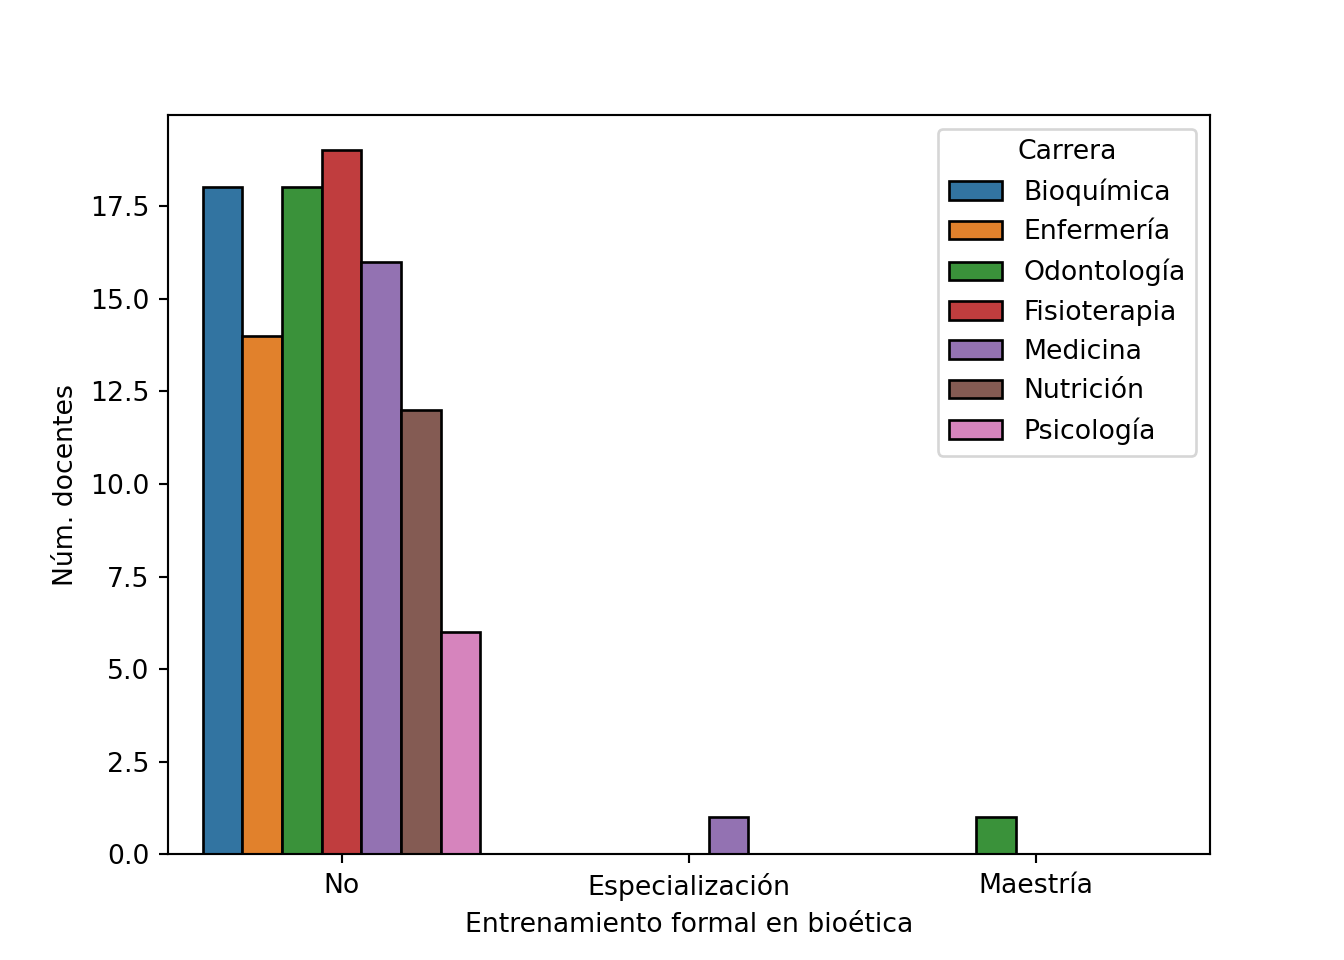 Carrera
Bioquímica
Enfermería
Odontología
Fisioterapia
Medicina
Nutrición
Psicología
Núm. docentes
17.5
15.0
12.5
10.0
7.5
5.0
2.5
0.0
No
Especialización
Maestría
Entrenamiento formal en bioética